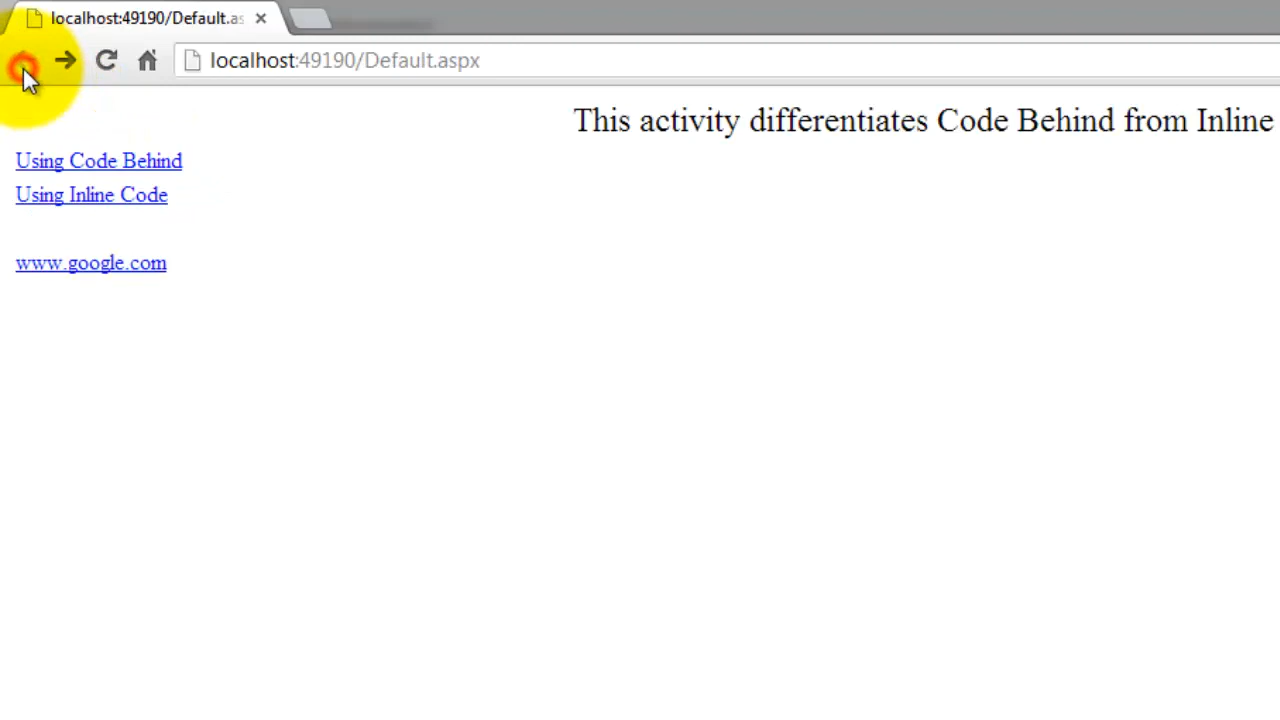 localhost:49190/Default.as
localhost:49190/Default.aspx
This activity differentiates Code Behind from Inline
Using Code Behind
Using Inline Code
www.google.com